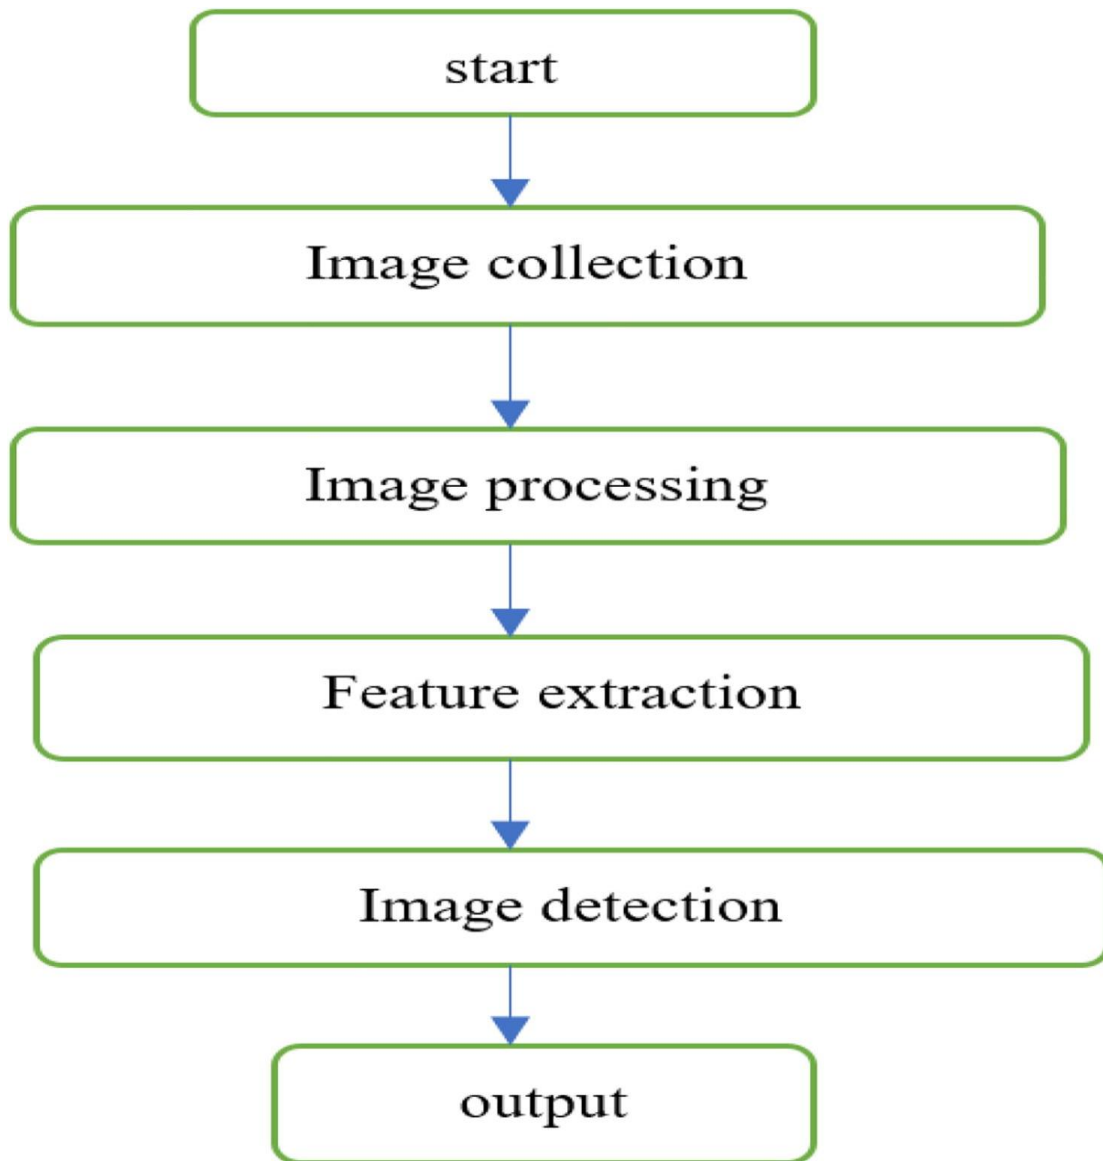 start
Image collection
Image processing
Feature extraction
Image detection
output